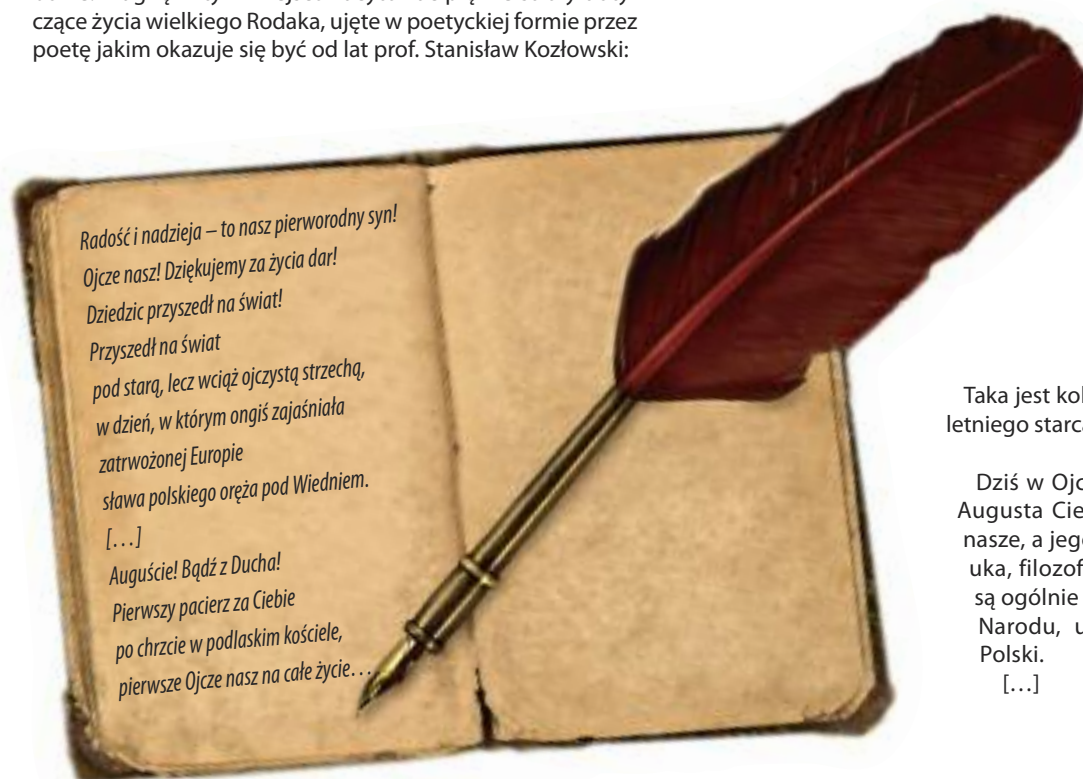 czące życia wielkiego Rodaka, ujęte w poetyckiej formie przez
poetę jakim okazuje się być od lat prof. Stanisław Kozłowski:
Radość i nadzieja – to nasz pierworodny syn!
Ojcze nasz! Dziękujemy za życia dar!
Dziedzic przyszedł na świat!
Przyszedł na świat
pod starą, lecz wciąż ojczystą strzechą,
w dzień, w którym ongiś zajaśniała
zatrwożonej Europie
sława polskiego oręża pod Wiedniem.
[…]
Auguście! Bądź z Ducha!
Pierwszy pacierz za Ciebie
po chrzcie w podlaskim kościele,
pierwsze Ojcze nasz na całe życie…
Taka jest kol
letniego starca
Dziś w Ojc
Augusta Cie
nasze, a jego
uka, filozof
są ogólnie
Narodu, u
Polski.
[…]